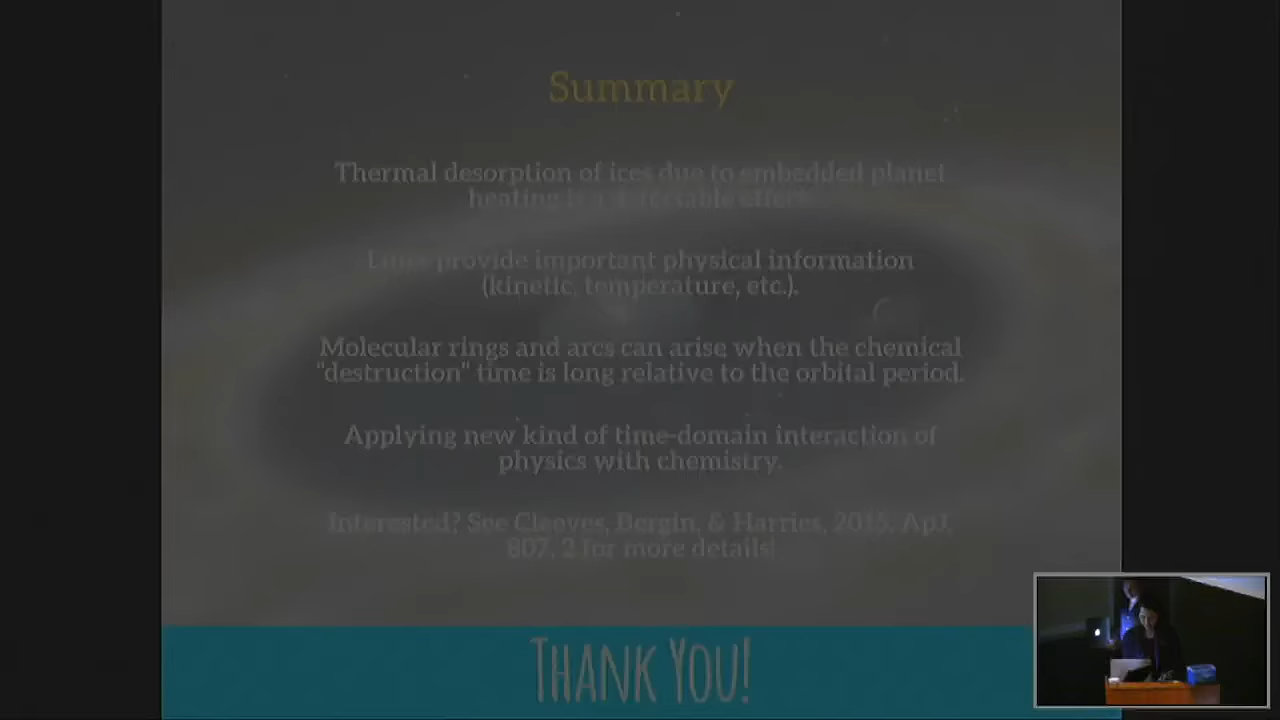 Summary
Thermal desorption of ices due to embedded planet
heating is a detectable effect.
Lines provide important physical information
(kinetic, temperature, etc.).
Molecular rings and arcs can arise when the chemical
"destruction" time is long relative to the orbital period.
Applying new kind of time-domain interaction of
physics with chemistry.
Interested? See Cleeves, Bergin, & Harries, 2015, ApJ,
807, 2 for more details!
THANK YOU!